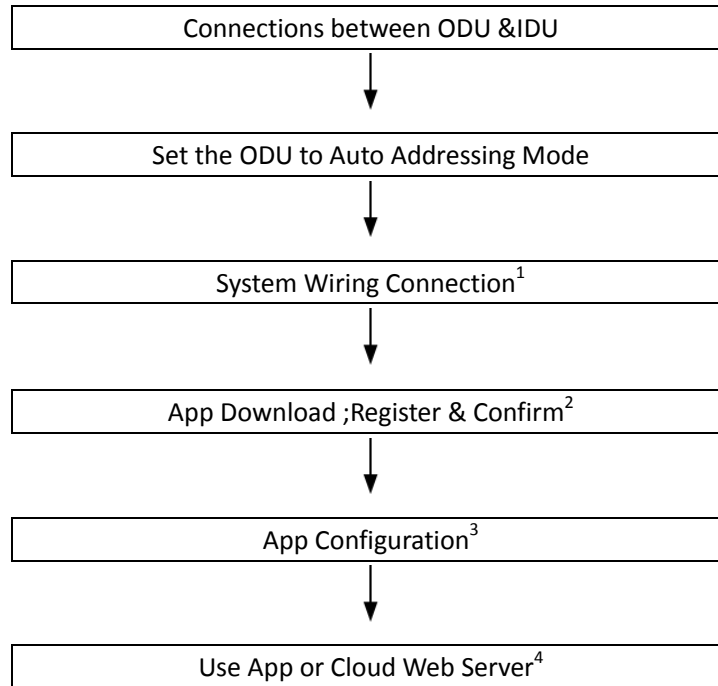 Connections between ODU &IDU
Set the ODU to Auto Addressing Mode
System Wiring Connection¹
App Download ;Register & Confirm²
App Configuration³
Use App or Cloud Web Server⁴